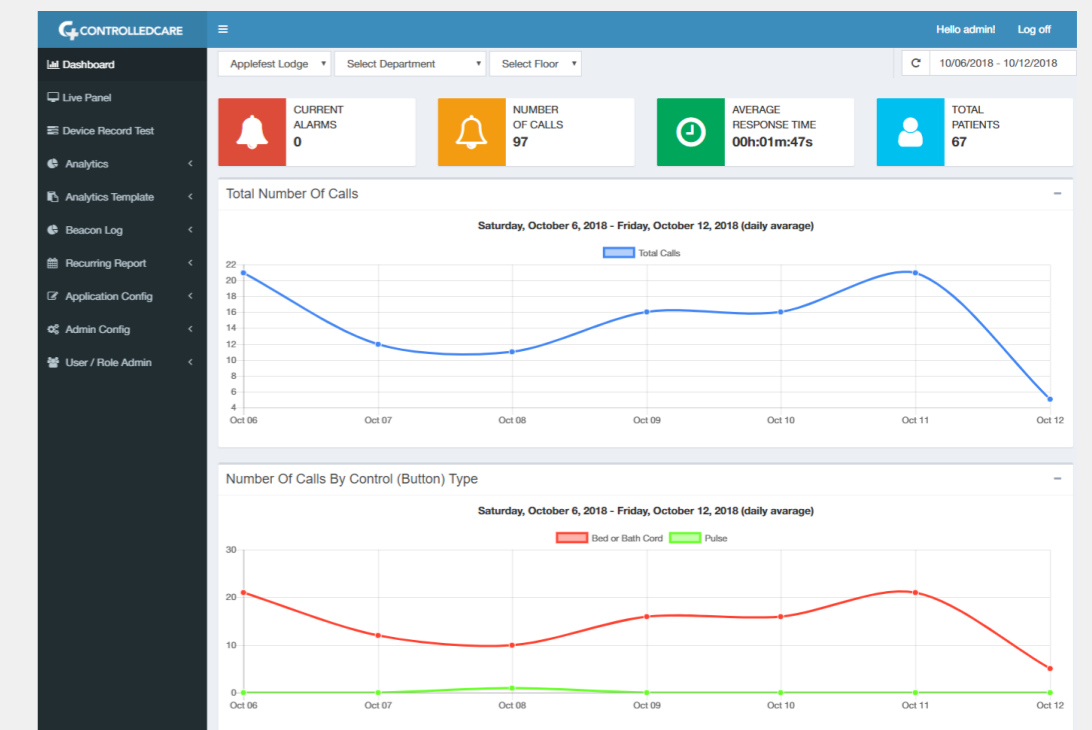 CONTROLLEDCARE
Hello admin! Log off
Dashboard
Live Panel
Device Record Test
Analytics
Analytics Template
Beacon Log
Recurring Report
Application Config
Admin Config
User / Role Admin
Applefest Lodge Select Department Select Floor 10/06/2018 - 10/12/2018
CURRENT
ALARMS
0
NUMBER
OF CALLS
97
AVERAGE
RESPONSE TIME
00h:01m:47s
TOTAL
PATIENTS
67
Total Number Of Calls
Saturday, October 6, 2018 - Friday, October 12, 2018 (daily avarage)
Total Calls
22
20
18
16
14
12
10
8
6
4
Oct 06 Oct 07 Oct 08 Oct 09 Oct 10 Oct 11 Oct 12
Number Of Calls By Control (Button) Type
Saturday, October 6, 2018 - Friday, October 12, 2018 (daily avarage)
Bed or Bath Cord Pulse
30
20
10
0
Oct 06 Oct 07 Oct 08 Oct 09 Oct 10 Oct 11 Oct 12